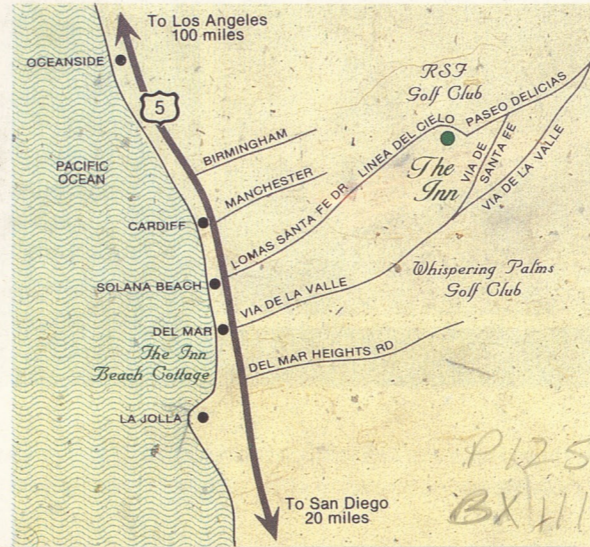 To Los Angeles
100 miles
OCEANSIDE
5
RSF
Golf Club
PASEO DELICIAS
LINEA DEL CIELO
BIRMINGHAM
The
Inn
VIA DE
SANTA FE
VIA DE LA VALLE
PACIFIC
OCEAN
MANCHESTER
CARDIFF
LOMAS SANTA FE DR
Whispering Palms
Golf Club
SOLANA BEACH
VIA DE LA VALLE
DEL MAR
The Inn
Beach Cottage
DEL MAR HEIGHTS RD
LA JOLLA
P125
To San Diego
20 miles